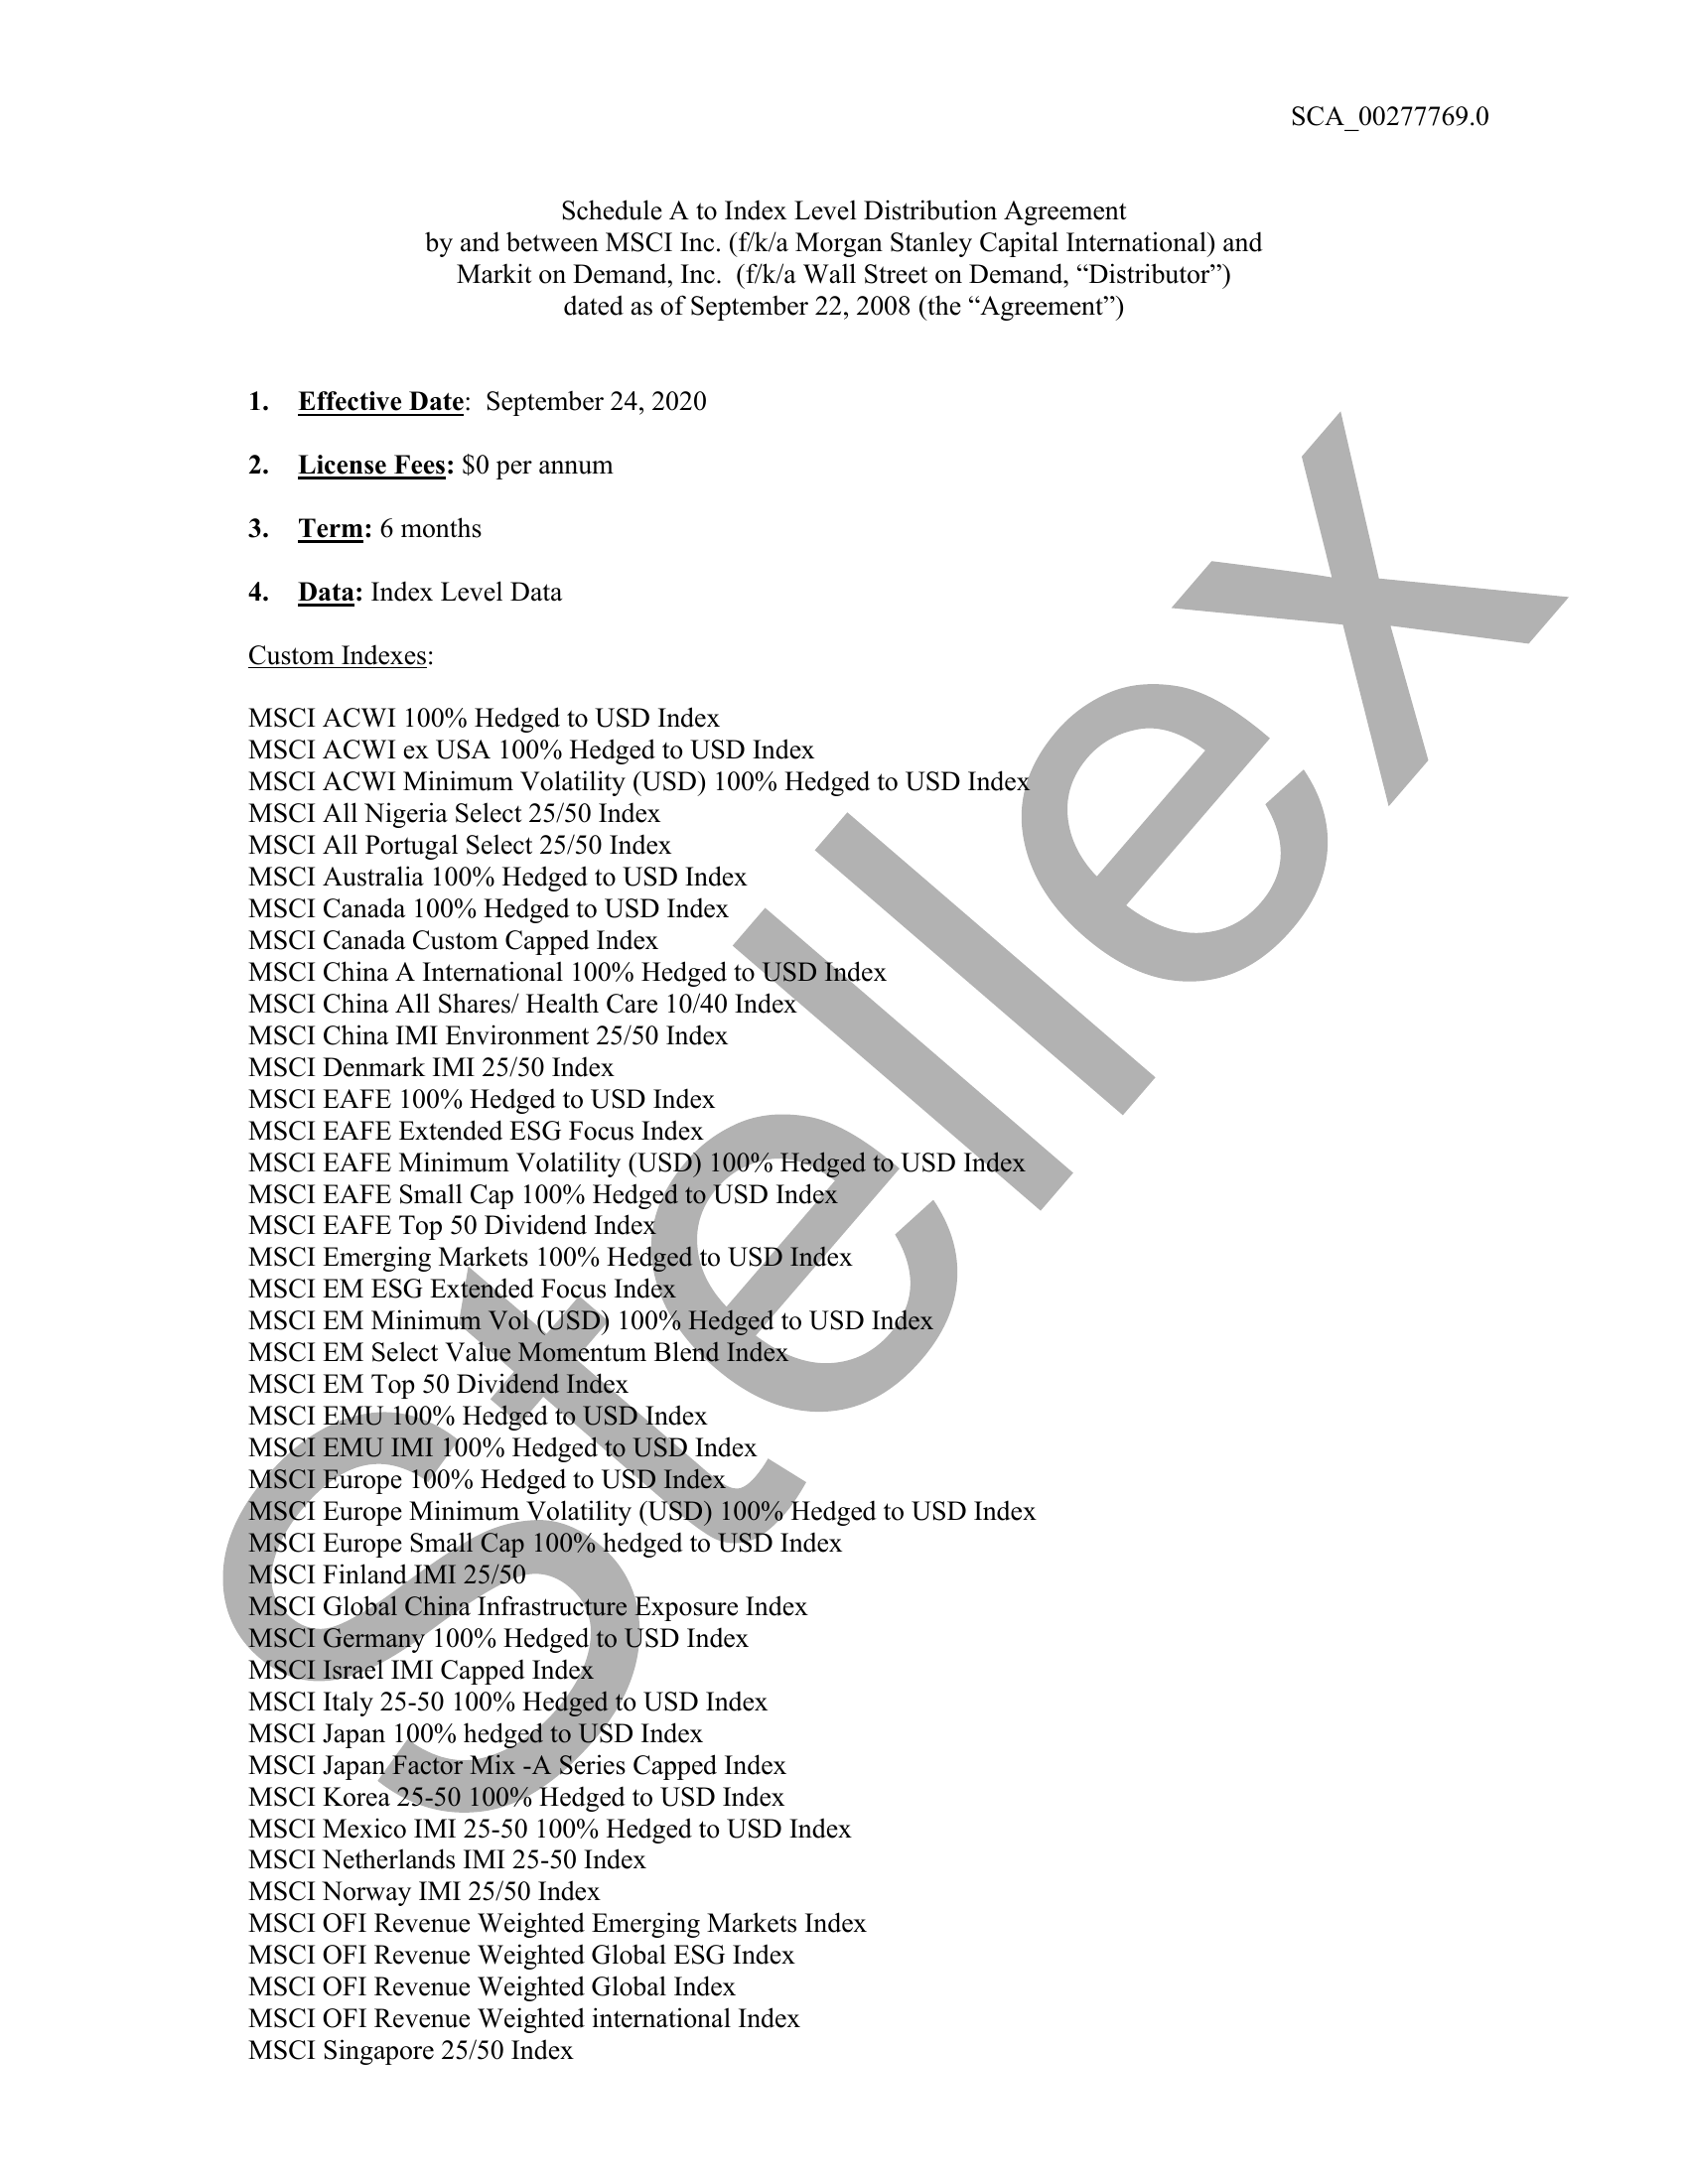 SCA_00277769.0
Schedule A to Index Level Distribution Agreement
by and between MSCI Inc. (f/k/a Morgan Stanley Capital International) and
Markit on Demand, Inc.  (f/k/a Wall Street on Demand, “Distributor”)
dated as of September 22, 2008 (the “Agreement”)
1. Effective Date:  September 24, 2020
2. License Fees: $0 per annum
3. Term: 6 months
4. Data: Index Level Data
Custom Indexes:
MSCI ACWI 100% Hedged to USD Index
MSCI ACWI ex USA 100% Hedged to USD Index
MSCI ACWI Minimum Volatility (USD) 100% Hedged to USD Index
MSCI All Nigeria Select 25/50 Index
MSCI All Portugal Select 25/50 Index
MSCI Australia 100% Hedged to USD Index
MSCI Canada 100% Hedged to USD Index
MSCI Canada Custom Capped Index
MSCI China A International 100% Hedged to USD Index
MSCI China All Shares/ Health Care 10/40 Index
MSCI China IMI Environment 25/50 Index
MSCI Denmark IMI 25/50 Index
MSCI EAFE 100% Hedged to USD Index
MSCI EAFE Extended ESG Focus Index
MSCI EAFE Minimum Volatility (USD) 100% Hedged to USD Index
MSCI EAFE Small Cap 100% Hedged to USD Index
MSCI EAFE Top 50 Dividend Index
MSCI Emerging Markets 100% Hedged to USD Index
MSCI EM ESG Extended Focus Index
MSCI EM Minimum Vol (USD) 100% Hedged to USD Index
MSCI EM Select Value Momentum Blend Index
MSCI EM Top 50 Dividend Index
MSCI EMU 100% Hedged to USD Index
MSCI EMU IMI 100% Hedged to USD Index
MSCI Europe 100% Hedged to USD Index
MSCI Europe Minimum Volatility (USD) 100% Hedged to USD Index
MSCI Europe Small Cap 100% hedged to USD Index
MSCI Finland IMI 25/50
MSCI Global China Infrastructure Exposure Index
MSCI Germany 100% Hedged to USD Index
MSCI Israel IMI Capped Index
MSCI Italy 25-50 100% Hedged to USD Index
MSCI Japan 100% hedged to USD Index
MSCI Japan Factor Mix -A Series Capped Index
MSCI Korea 25-50 100% Hedged to USD Index
MSCI Mexico IMI 25-50 100% Hedged to USD Index
MSCI Netherlands IMI 25-50 Index
MSCI Norway IMI 25/50 Index
MSCI OFI Revenue Weighted Emerging Markets Index
MSCI OFI Revenue Weighted Global ESG Index
MSCI OFI Revenue Weighted Global Index
MSCI OFI Revenue Weighted international Index
MSCI Singapore 25/50 Index
Stellex